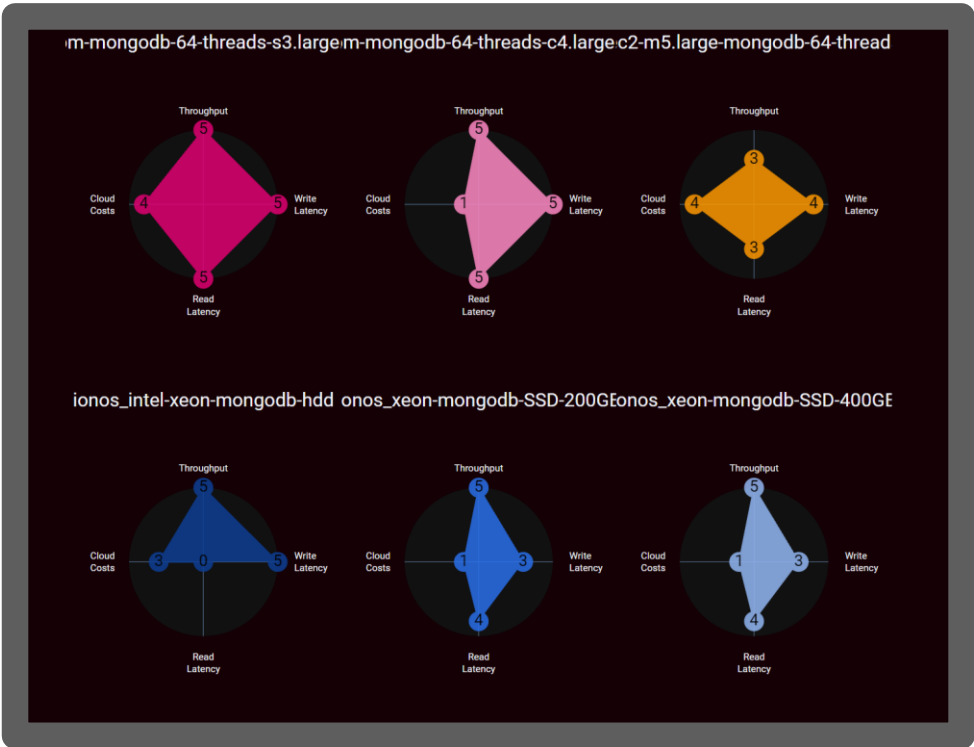 m-mongodb-64-threads-s3.large m-mongodb-64-threads-c4.large c2-m5.large-mongodb-64-thread
Throughput Throughput Throughput
5 5 3
Cloud Costs 4 5 Write Latency Cloud Costs 1 5 Write Latency Cloud Costs 4 4 Write Latency
5 5 3
Read Latency Read Latency Read Latency
ionos_intel-xeon-mongodb-hdd onos_xeon-mongodb-SSD-200GB onos_xeon-mongodb-SSD-400GB
Throughput Throughput Throughput
5 5 5
Cloud Costs 3 0 5 Write Latency Cloud Costs 1 3 Write Latency Cloud Costs 1 3 Write Latency
4 4
Read Latency Read Latency Read Latency